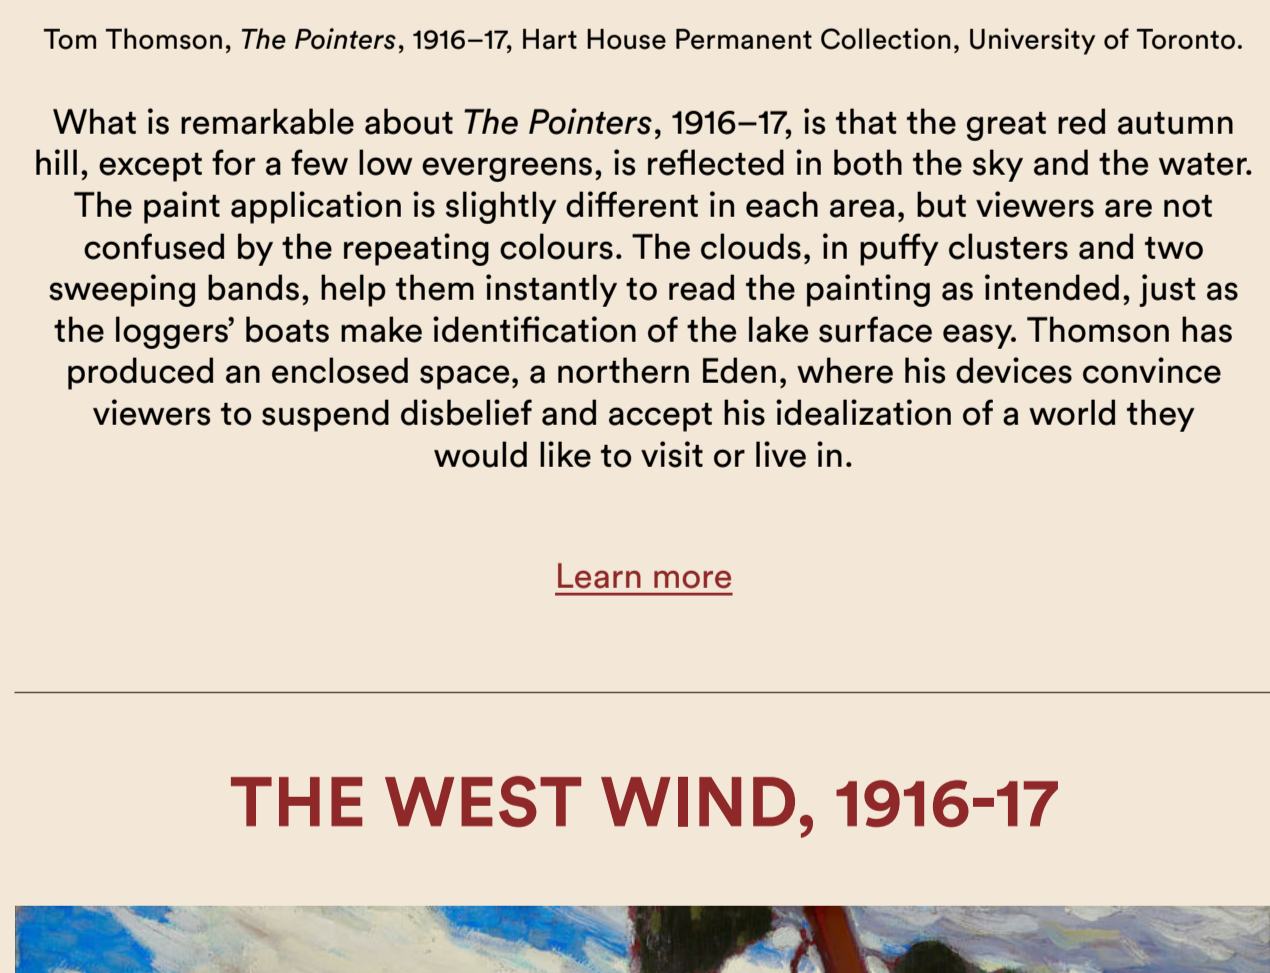 Tom Thomson, The Pointers, 1916–17, Hart House Permanent Collection, University of Toronto.
What is remarkable about The Pointers, 1916–17, is that the great red autumn
hill, except for a few low evergreens, is reflected in both the sky and the water.
The paint application is slightly different in each area, but viewers are not
confused by the repeating colours. The clouds, in puffy clusters and two
sweeping bands, help them instantly to read the painting as intended, just as
the loggers’ boats make identification of the lake surface easy. Thomson has
produced an enclosed space, a northern Eden, where his devices convince
viewers to suspend disbelief and accept his idealization of a world they
would like to visit or live in.
Learn more
THE WEST WIND, 1916-17